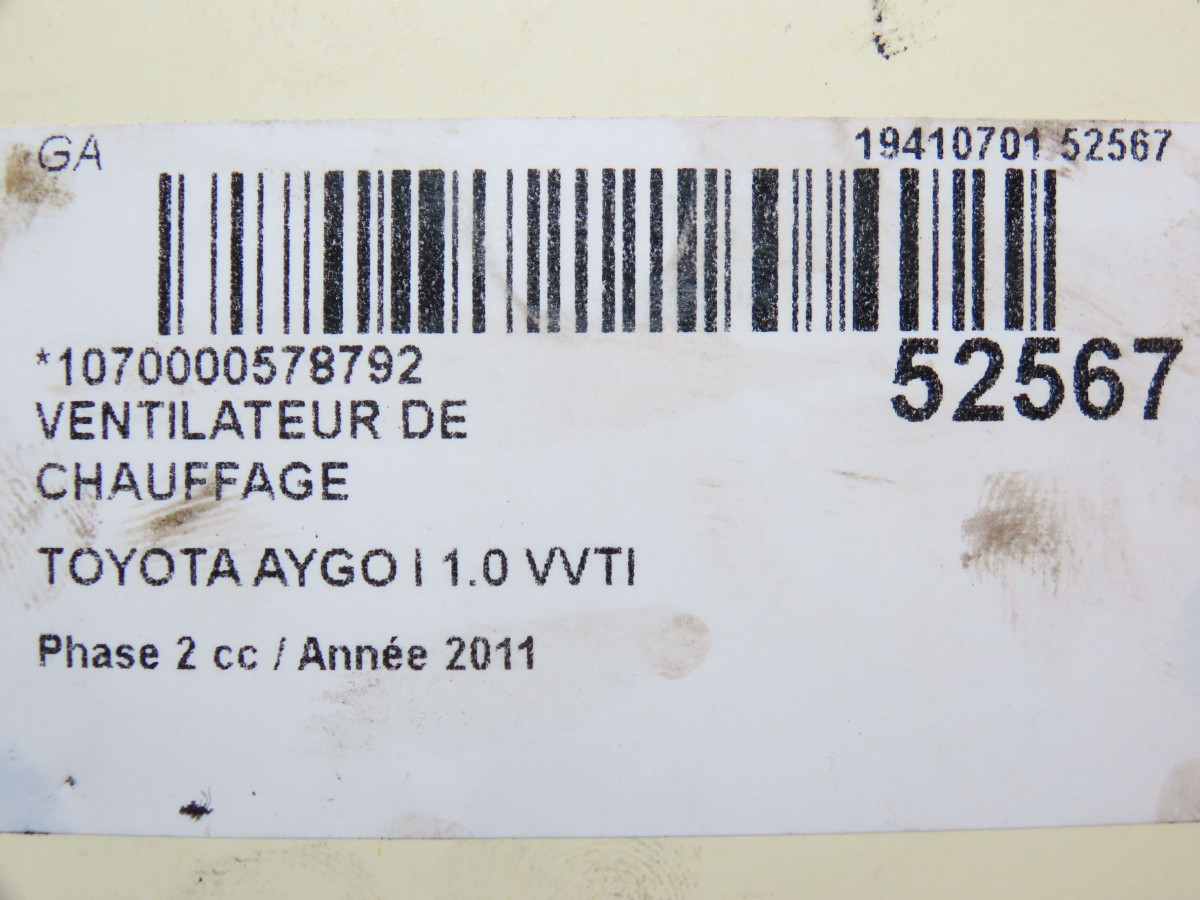 GA
19410701 52567
*1070000578792
52567
VENTILATEUR DE
CHAUFFAGE
TOYOTA AYGO I 1.0 VVTI
Phase 2 cc / Année 2011